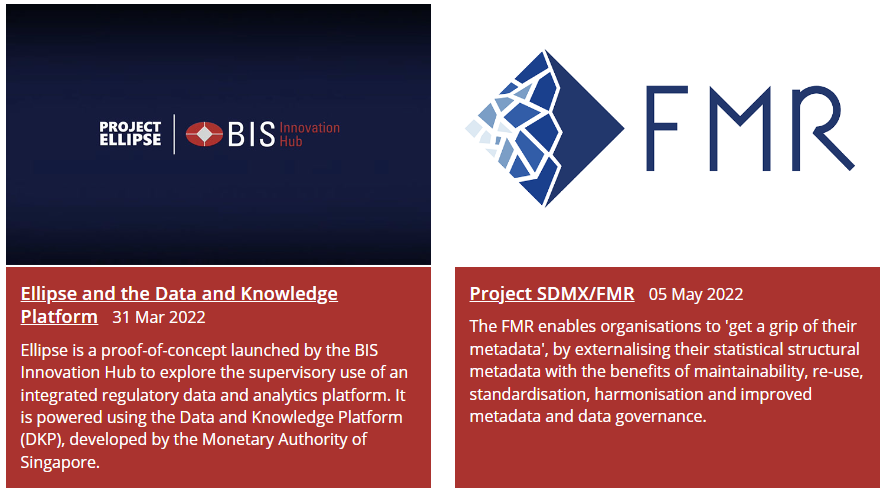 PROJECT
ELLIPSE
BIS Innovation
Hub
Ellipse and the Data and Knowledge
Platform 31 Mar 2022
Ellipse is a proof-of-concept launched by the BIS
Innovation Hub to explore the supervisory use of an
integrated regulatory data and analytics platform. It
is powered using the Data and Knowledge Platform
(DKP), developed by the Monetary Authority of
Singapore.
FMR
Project SDMX/FMR 05 May 2022
The FMR enables organisations to 'get a grip of their
metadata', by externalising their statistical structural
metadata with the benefits of maintainability, re-use,
standardisation, harmonisation and improved
metadata and data governance.